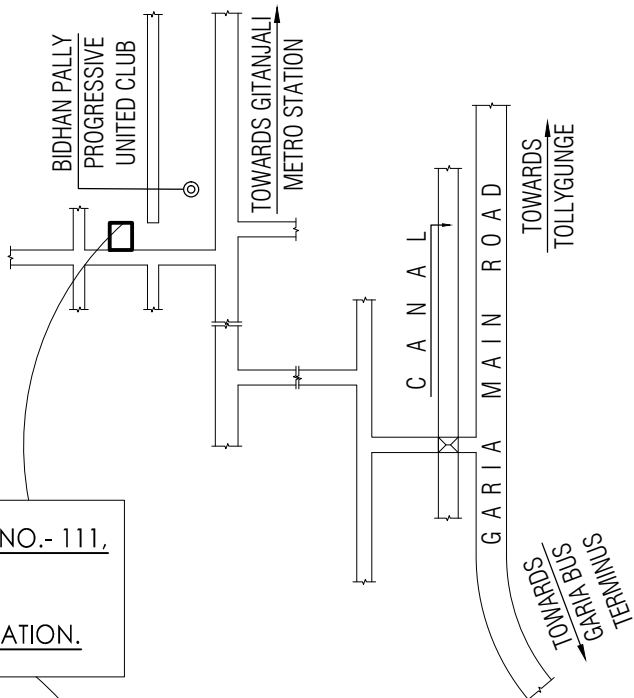 BIDHAN PALLY
PROGRESSIVE
UNITED CLUB
TOWARDS GITANJALI
METRO STATION
CANAL
GARIA MAIN ROAD
TOWARDS
TOLLYGUNGE
TOWARDS
GARIA BUS
TERMINUS
NO.- 111,
ATION.